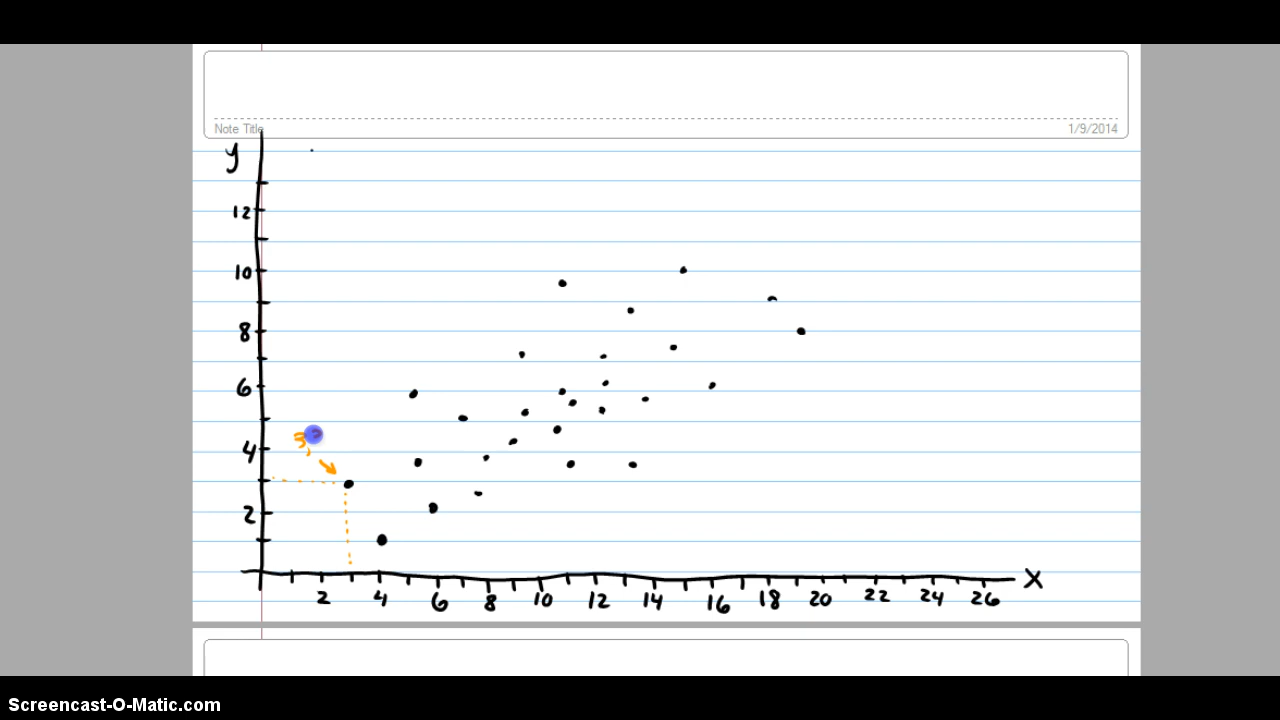 Note Title
1/9/2014
y
12
10
8
6
4
2
3,
2 4 6 8 10 12 14 16 18 20 22 24 26 X
Screencast-O-Matic.com